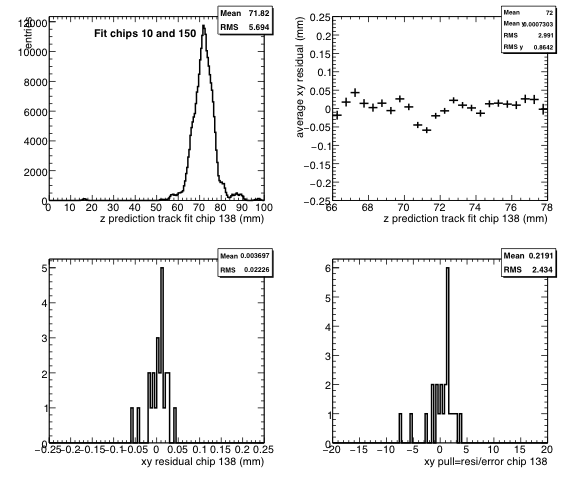 Mean 71.82
RMS 5.694
Fit chips 10 and 150
entries
12000
10000
8000
6000
4000
2000
0
0 10 20 30 40 50 60 70 80 90 100
z prediction track fit chip 138 (mm)
Mean 72
Mean y 0.0007303
RMS 2.991
RMS y 0.8642
average xy residual (mm)
0.25
0.2
0.15
0.1
0.05
0
-0.05
-0.1
-0.15
-0.2
-0.25
66 68 70 72 74 76 78
z prediction track fit chip 138 (mm)
Mean 0.003697
RMS 0.02226
5
4
3
2
1
0
-0.25 -0.2 -0.15 -0.1 -0.05 0 0.05 0.1 0.15 0.2 0.25
xy residual chip 138 (mm)
Mean 0.2191
RMS 2.434
6
5
4
3
2
1
0
-20 -15 -10 -5 0 5 10 15 20
xy pull=resi/error chip 138